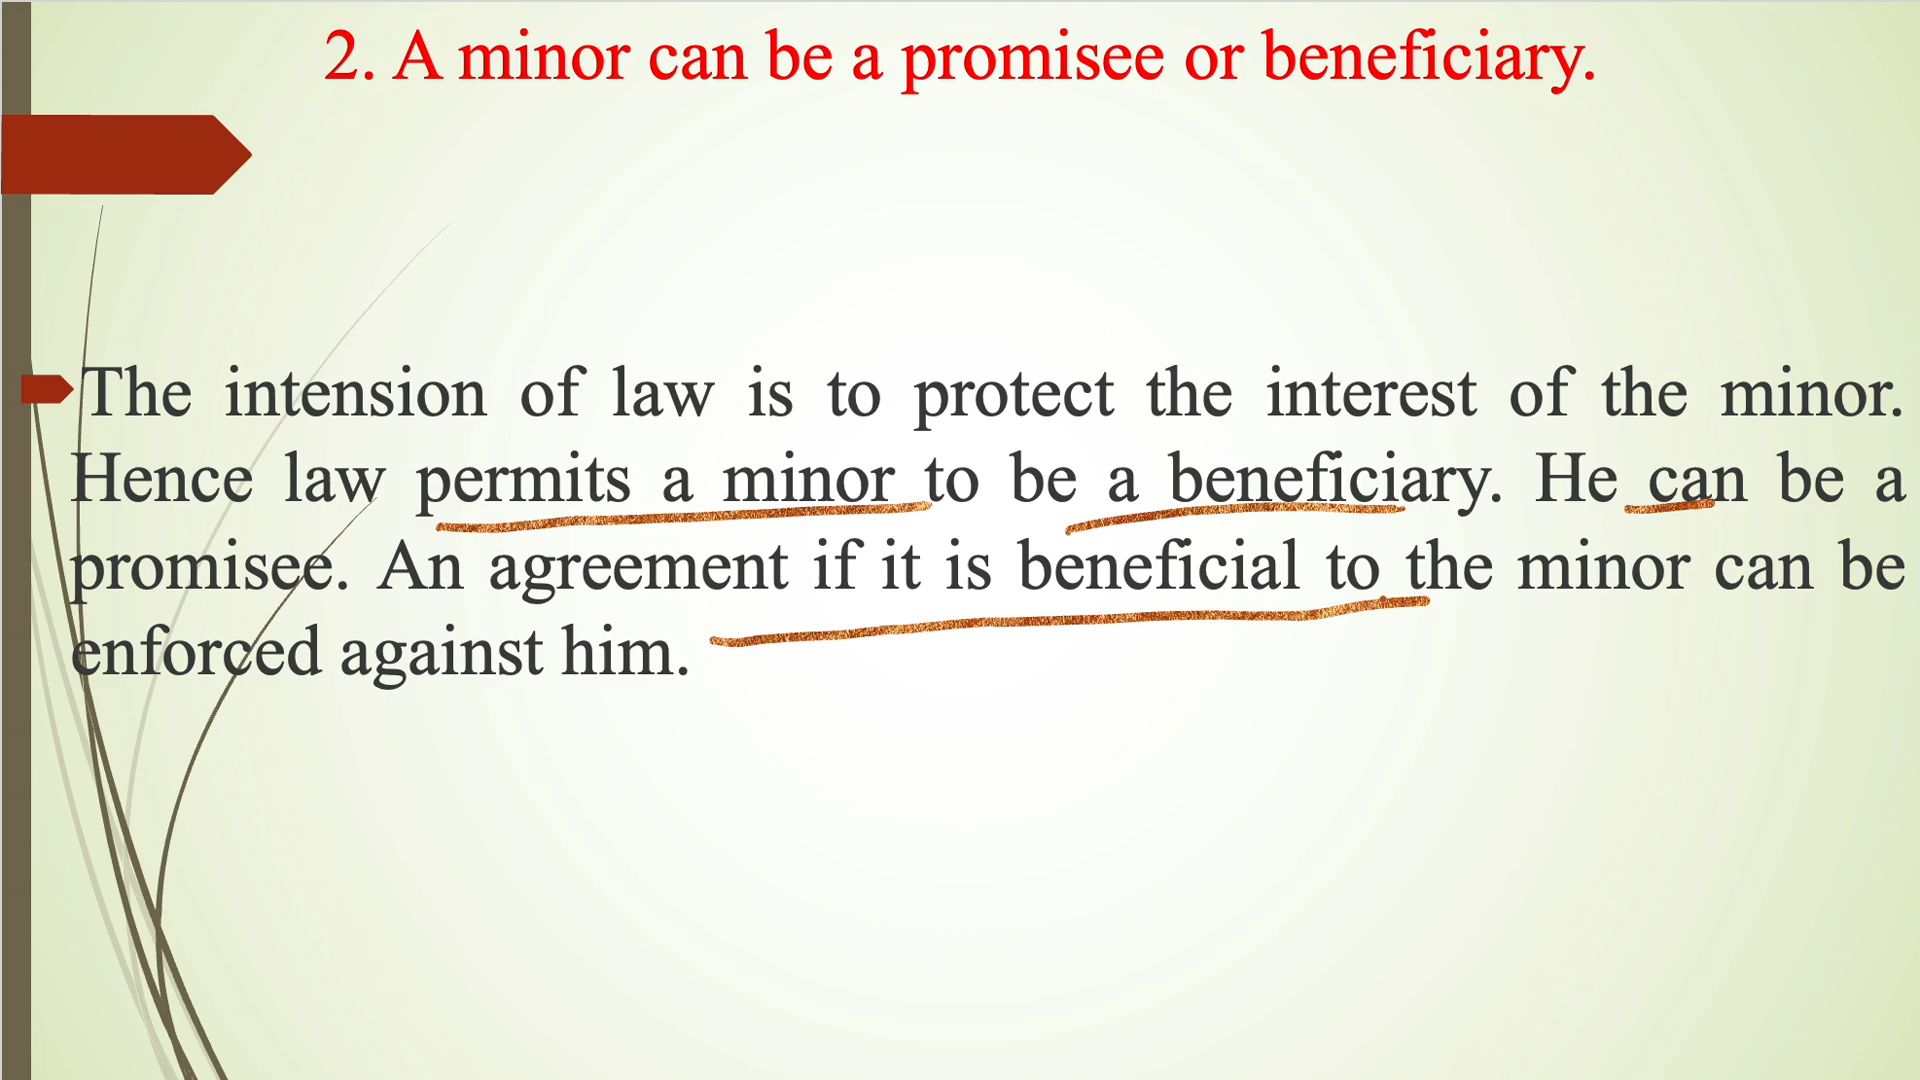 2. A minor can be a promisee or beneficiary.
The intension of law is to protect the interest of the minor.
Hence law permits a minor to be a beneficiary. He can be a
promisee. An agreement if it is beneficial to the minor can be
enforced against him.